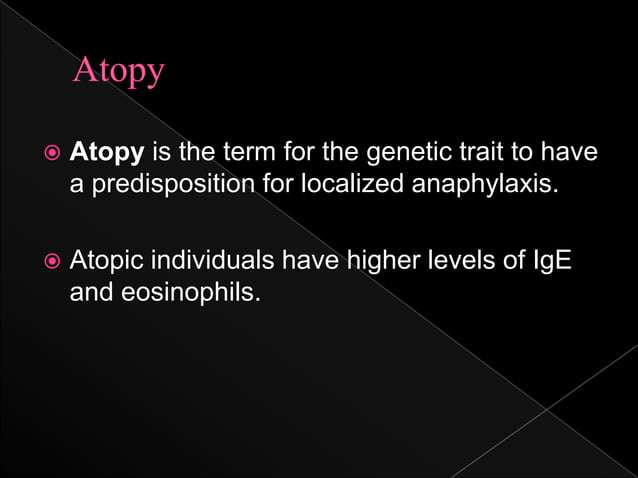 Atopy
Atopy is the term for the genetic trait to have
a predisposition for localized anaphylaxis.
Atopic individuals have higher levels of IgE
and eosinophils.